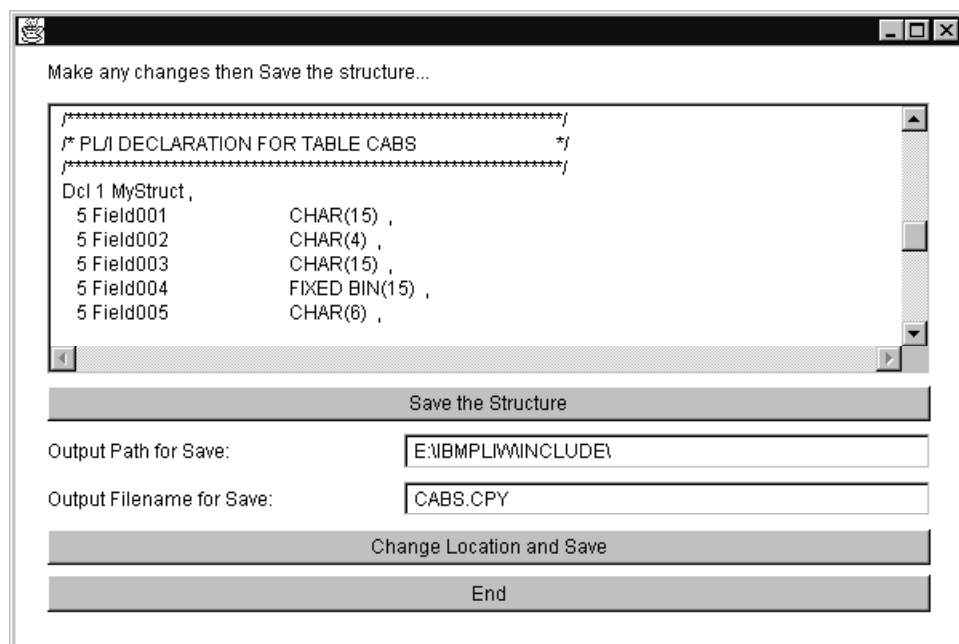 Make any changes then Save the structure...
/*****************************************************************/
/* PL/I DECLARATION FOR TABLE CABS */
/*****************************************************************/
Dcl 1 MyStruct ,
5 Field001 CHAR(15) ,
5 Field002 CHAR(4) ,
5 Field003 CHAR(15) ,
5 Field004 FIXED BIN(15) ,
5 Field005 CHAR(6) ,
Save the Structure
Output Path for Save: E:\IBMPLIW\INCLUDE\
Output Filename for Save: CABS.CPY
Change Location and Save
End